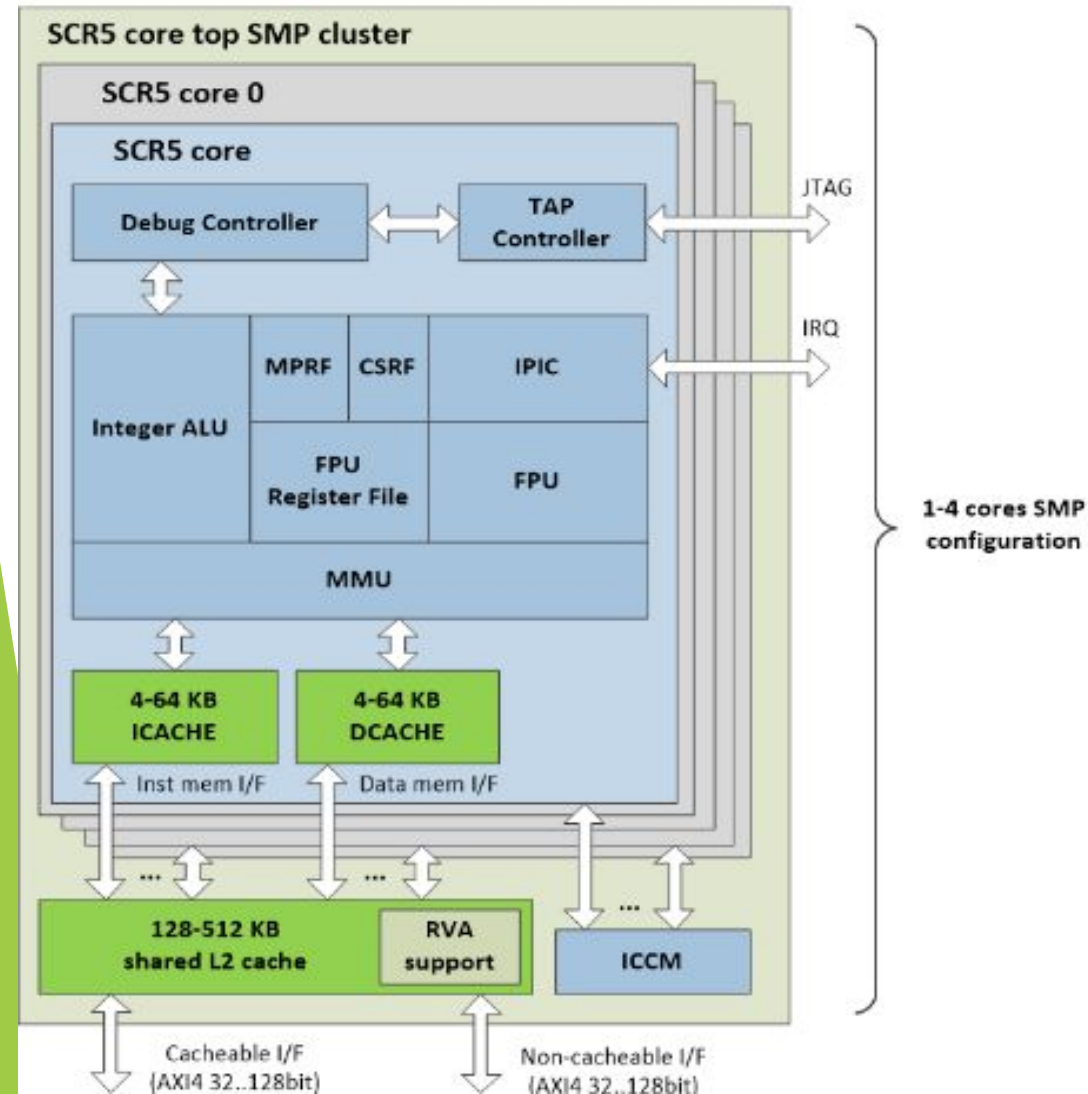 SCR5 core top SMP cluster
SCR5 core 0
SCR5 core
Debug Controller
TAP
Controller
JTAG
IRQ
Integer ALU
MPRF
CSRF
IPIC
FPU
Register File
FPU
MMU
1-4 cores SMP
configuration
4-64 KB
ICACHE
4-64 KB
DCACHE
Inst mem I/F
Data mem I/F
...
...
...
128-512 KB
shared L2 cache
RVA
support
ICCM
Cacheable I/F
(AXI4 32..128bit)
Non-cacheable I/F
(AXI4 32..128bit)